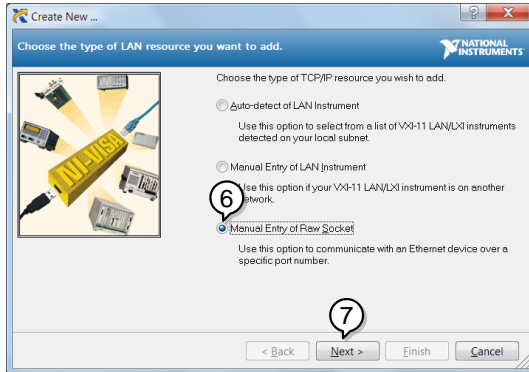 Create New ...
Choose the type of LAN resource you want to add.
NATIONAL
INSTRUMENTS
Choose the type of TCP/IP resource you wish to add.
Auto-detect of LAN Instrument
Use this option to select from a list of VXI-11 LAN/LXI instruments
detected on your local subnet.
Manual Entry of LAN Instrument
Use this option if your VXI-11 LAN/LXI instrument is on another
network.
6
Manual Entry of Raw Socket
Use this option to communicate with an Ethernet device over a
specific port number.
NI-VISA
7
< Back
Next >
Finish
Cancel